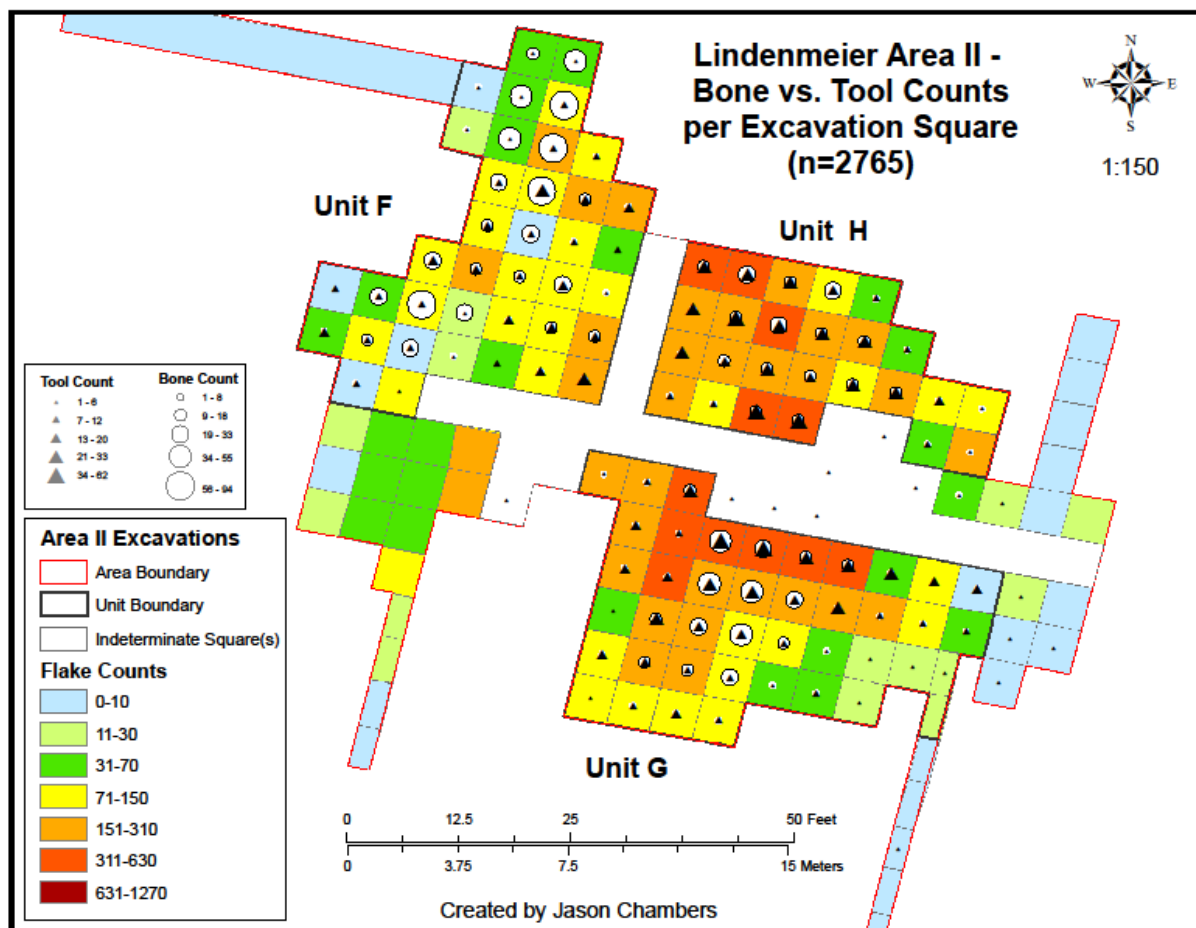 Lindenmeier Area II -
Bone vs. Tool Counts
per Excavation Square
(n=2765)
N
W E
S
1:150
Unit F
Unit H
Tool Count
1 - 6
7 - 12
13 - 20
21 - 33
34 - 62
Bone Count
1 - 8
9 - 18
19 - 33
34 - 55
56 - 94
Area II Excavations
Area Boundary
Unit Boundary
Indeterminate Square(s)
Flake Counts
0-10
11-30
31-70
71-150
151-310
311-630
631-1270
Unit G
0 12.5 25 50 Feet
0 3.75 7.5 15 Meters
Created by Jason Chambers